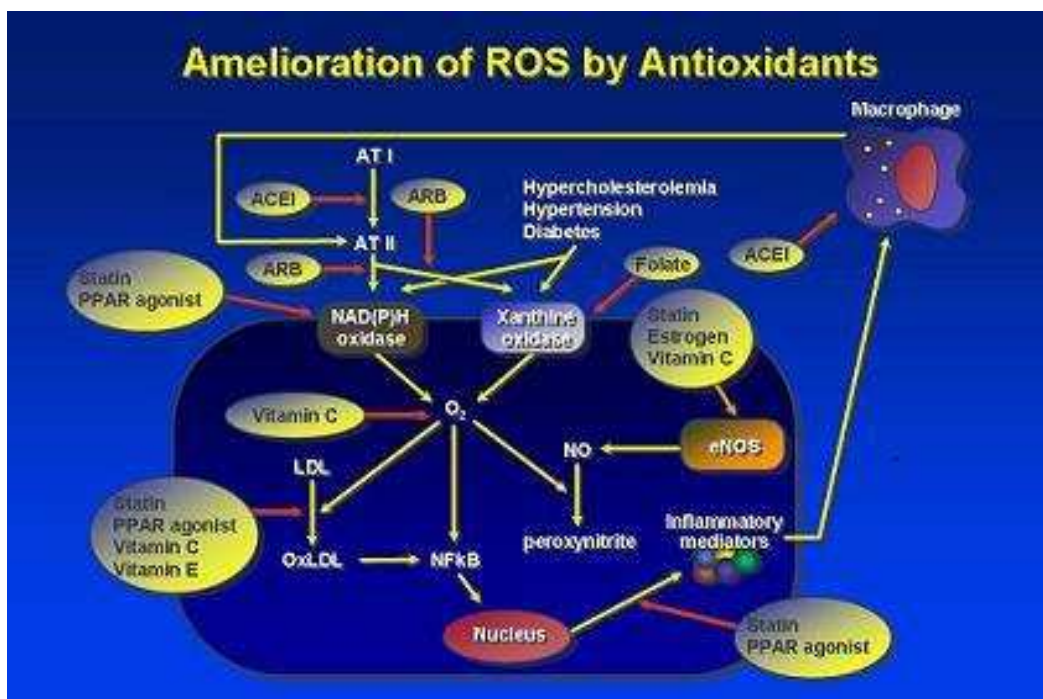 Amelioration of ROS by Antioxidants
Macrophage
AT I
ACEI
ARB
Hypercholesterolemia
Hypertension
Diabetes
AT II
ARB
Folate
ACEI
Statin
PPAR agonist
NAD(P)H
oxidase
Xanthine
oxidase
Statin
Estrogen
Vitamin C
Vitamin C
O2
NO
eNOS
LDL
Statin
PPAR agonist
Vitamin C
Vitamin E
OxLDL
NFkB
peroxynitrite
Inflammatory
mediators
Nucleus
Statin
PPAR agonist